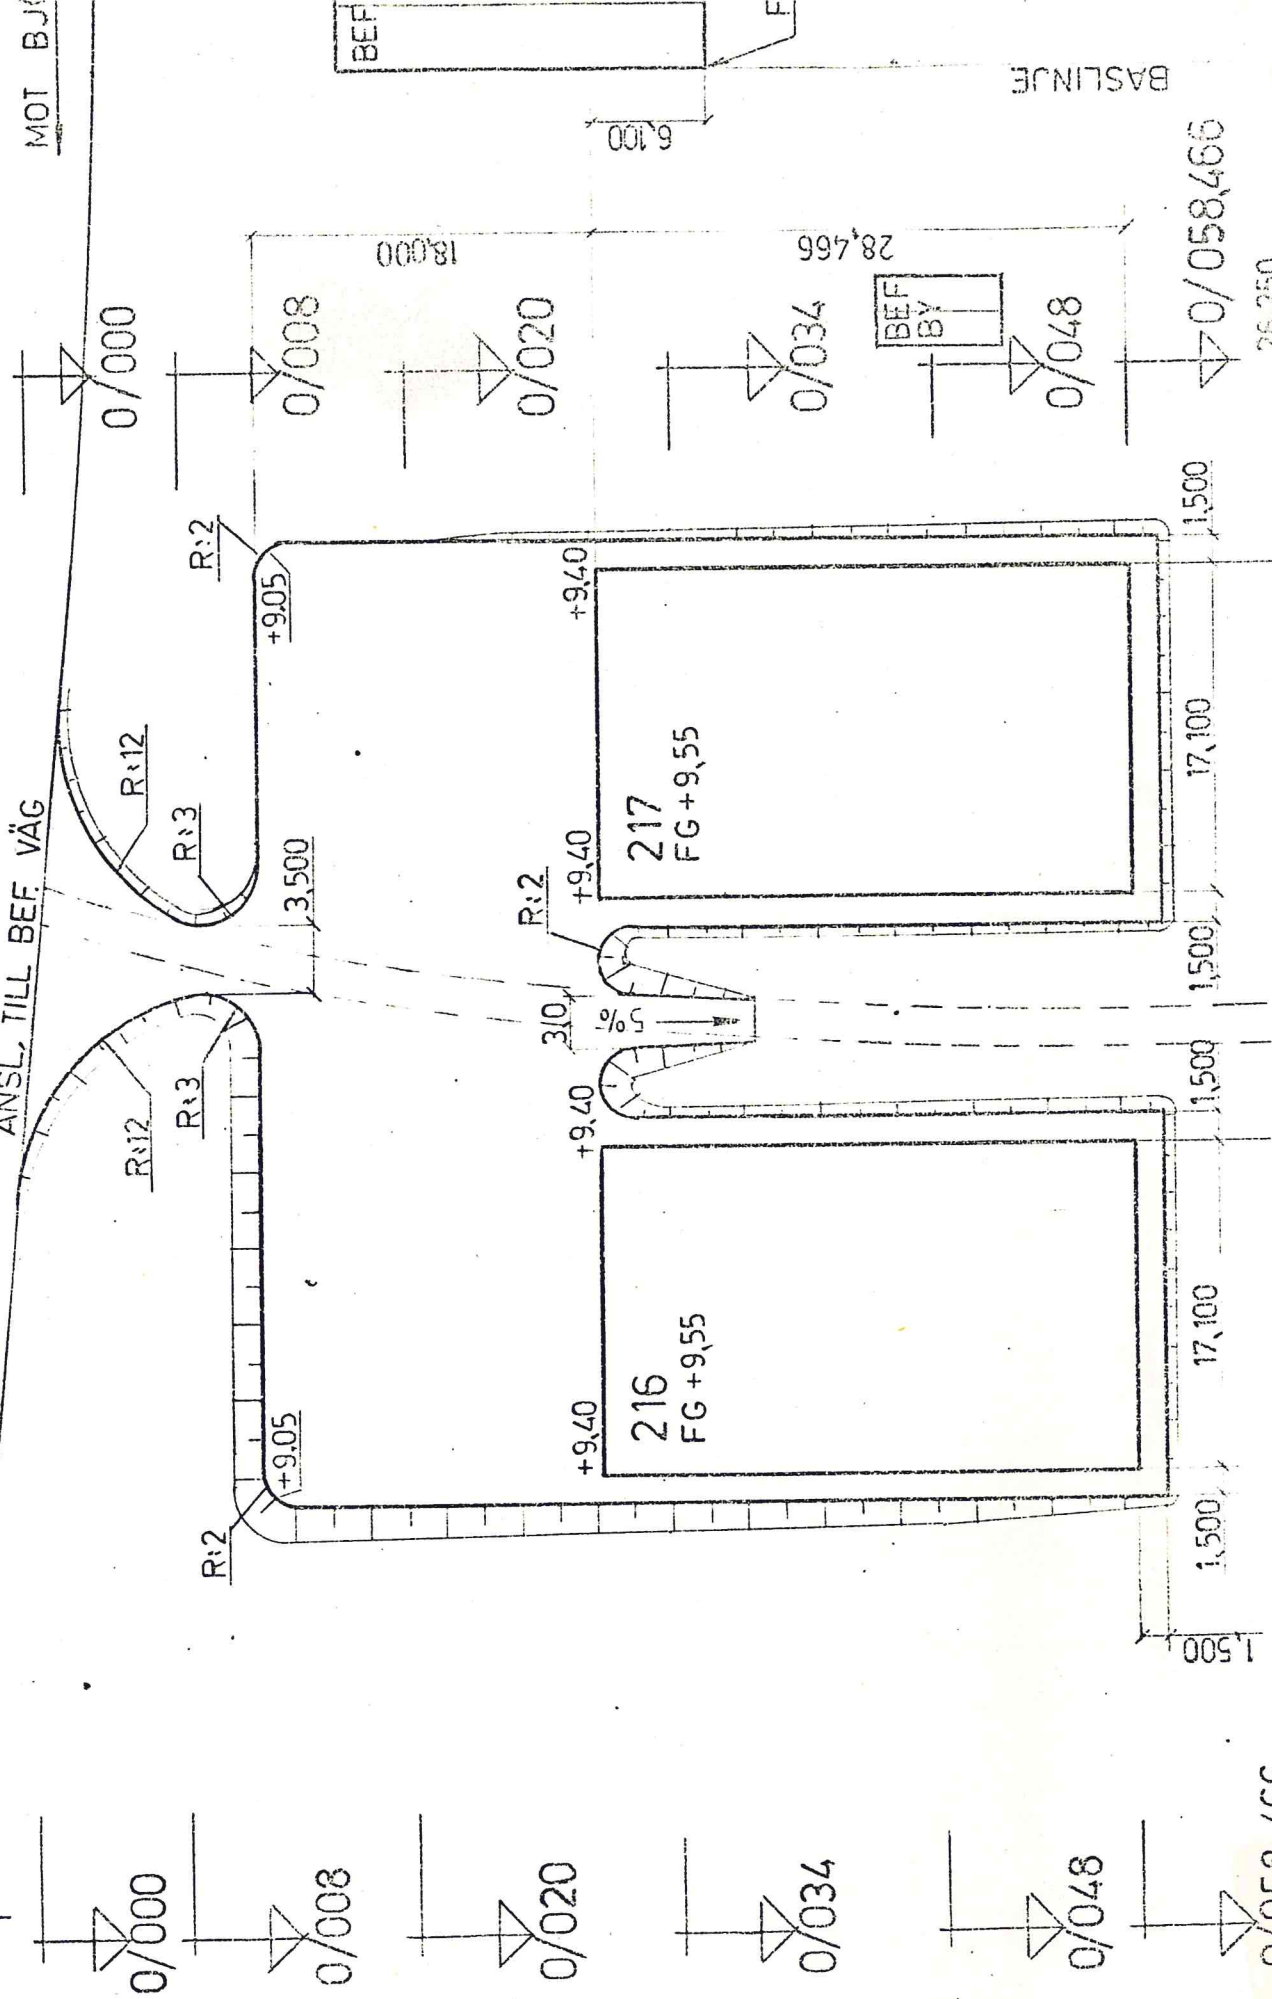 MOT BJ
BEF
F
BASLINJE
6,100
18,000
28,466
0/000
0/008
0/020
0/034
BEF
BY
0/048
0/058,466
ANSL, TILL BEF. VÄG
R:12
R:3
R:2
+9.05
3,500
R:12
R:3
R:2
+9.05
+9,40
+9,40
217
FG +9,55
R:2
3,0
5%
+9,40
+9,40
216
FG +9,55
1,500
17,100
1,500
1,500
17,100
1,500
1,500
0/000
0/008
0/020
0/034
0/048